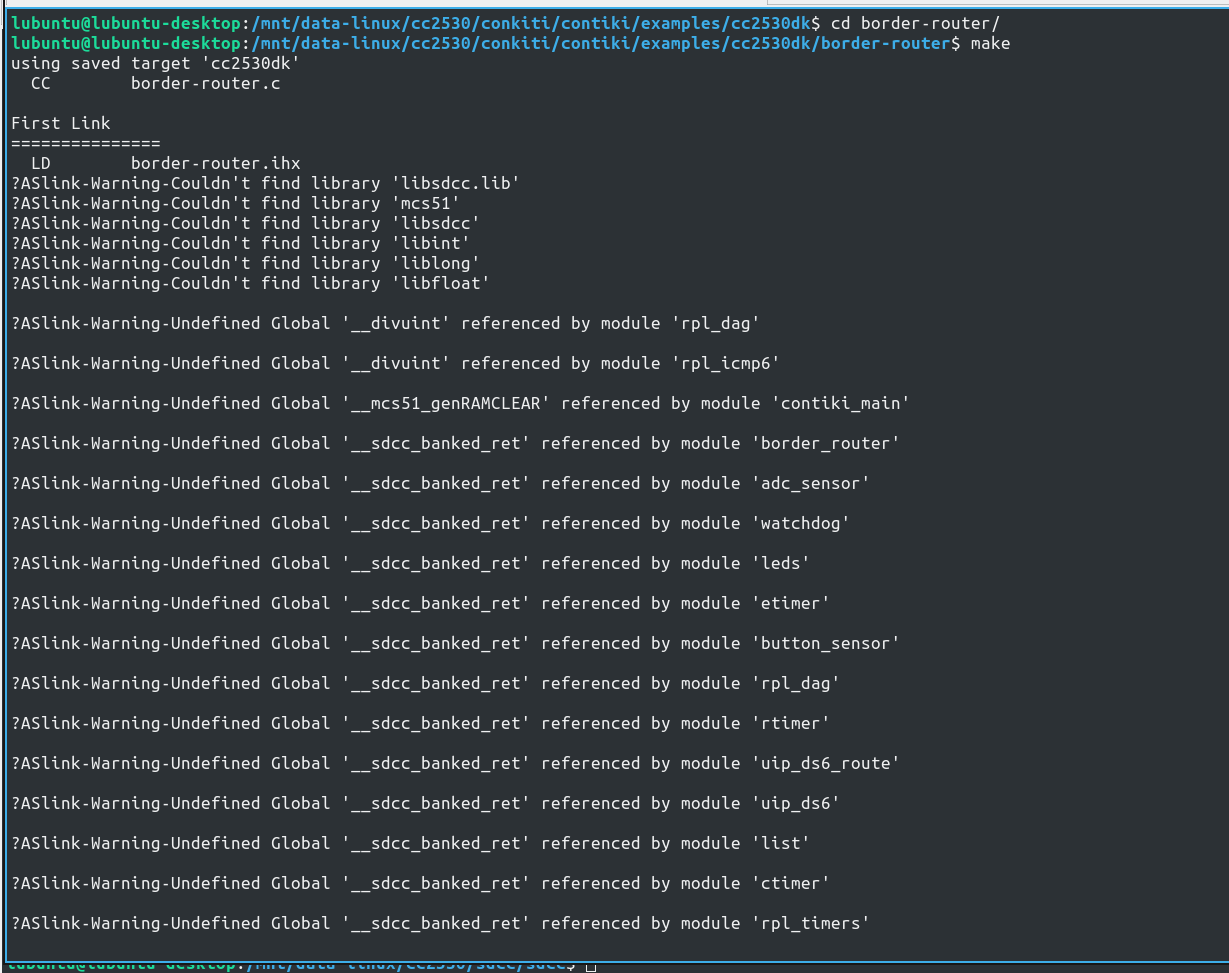 lubuntu@lubuntu-desktop:/mnt/data-linux/cc2530/conkiti/contiki/examples/cc2530dk$ cd border-router/
lubuntu@lubuntu-desktop:/mnt/data-linux/cc2530/conkiti/contiki/examples/cc2530dk/border-router$ make
using saved target 'cc2530dk'
  CC        border-router.c

First Link
===============
  LD        border-router.ihx
?ASlink-Warning-Couldn't find library 'libsdcc.lib'
?ASlink-Warning-Couldn't find library 'mcs51'
?ASlink-Warning-Couldn't find library 'libsdcc'
?ASlink-Warning-Couldn't find library 'libint'
?ASlink-Warning-Couldn't find library 'liblong'
?ASlink-Warning-Couldn't find library 'libfloat'

?ASlink-Warning-Undefined Global '__divuint' referenced by module 'rpl_dag'

?ASlink-Warning-Undefined Global '__divuint' referenced by module 'rpl_icmp6'

?ASlink-Warning-Undefined Global '__mcs51_genRAMCLEAR' referenced by module 'contiki_main'

?ASlink-Warning-Undefined Global '__sdcc_banked_ret' referenced by module 'border_router'

?ASlink-Warning-Undefined Global '__sdcc_banked_ret' referenced by module 'adc_sensor'

?ASlink-Warning-Undefined Global '__sdcc_banked_ret' referenced by module 'watchdog'

?ASlink-Warning-Undefined Global '__sdcc_banked_ret' referenced by module 'leds'

?ASlink-Warning-Undefined Global '__sdcc_banked_ret' referenced by module 'etimer'

?ASlink-Warning-Undefined Global '__sdcc_banked_ret' referenced by module 'button_sensor'

?ASlink-Warning-Undefined Global '__sdcc_banked_ret' referenced by module 'rpl_dag'

?ASlink-Warning-Undefined Global '__sdcc_banked_ret' referenced by module 'rtimer'

?ASlink-Warning-Undefined Global '__sdcc_banked_ret' referenced by module 'uip_ds6_route'

?ASlink-Warning-Undefined Global '__sdcc_banked_ret' referenced by module 'uip_ds6'

?ASlink-Warning-Undefined Global '__sdcc_banked_ret' referenced by module 'list'

?ASlink-Warning-Undefined Global '__sdcc_banked_ret' referenced by module 'ctimer'

?ASlink-Warning-Undefined Global '__sdcc_banked_ret' referenced by module 'rpl_timers'

lubuntu@lubuntu-desktop:/mnt/data-linux/cc2530/sdcc/sdcc$